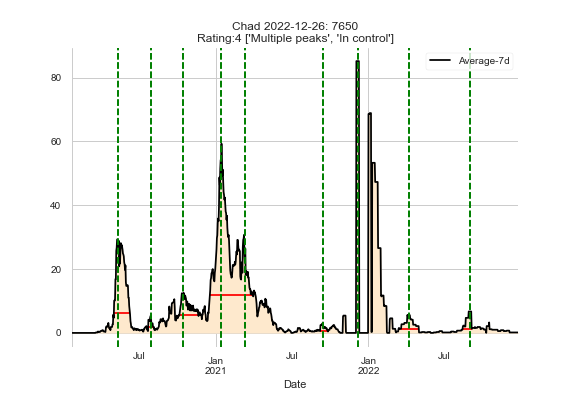 Chad 2022-12-26: 7650
Rating:4 ['Multiple peaks', 'In control']
Average-7d
80
60
40
20
0
Jul
Jan
2021
Jul
Jan
2022
Jul
Date